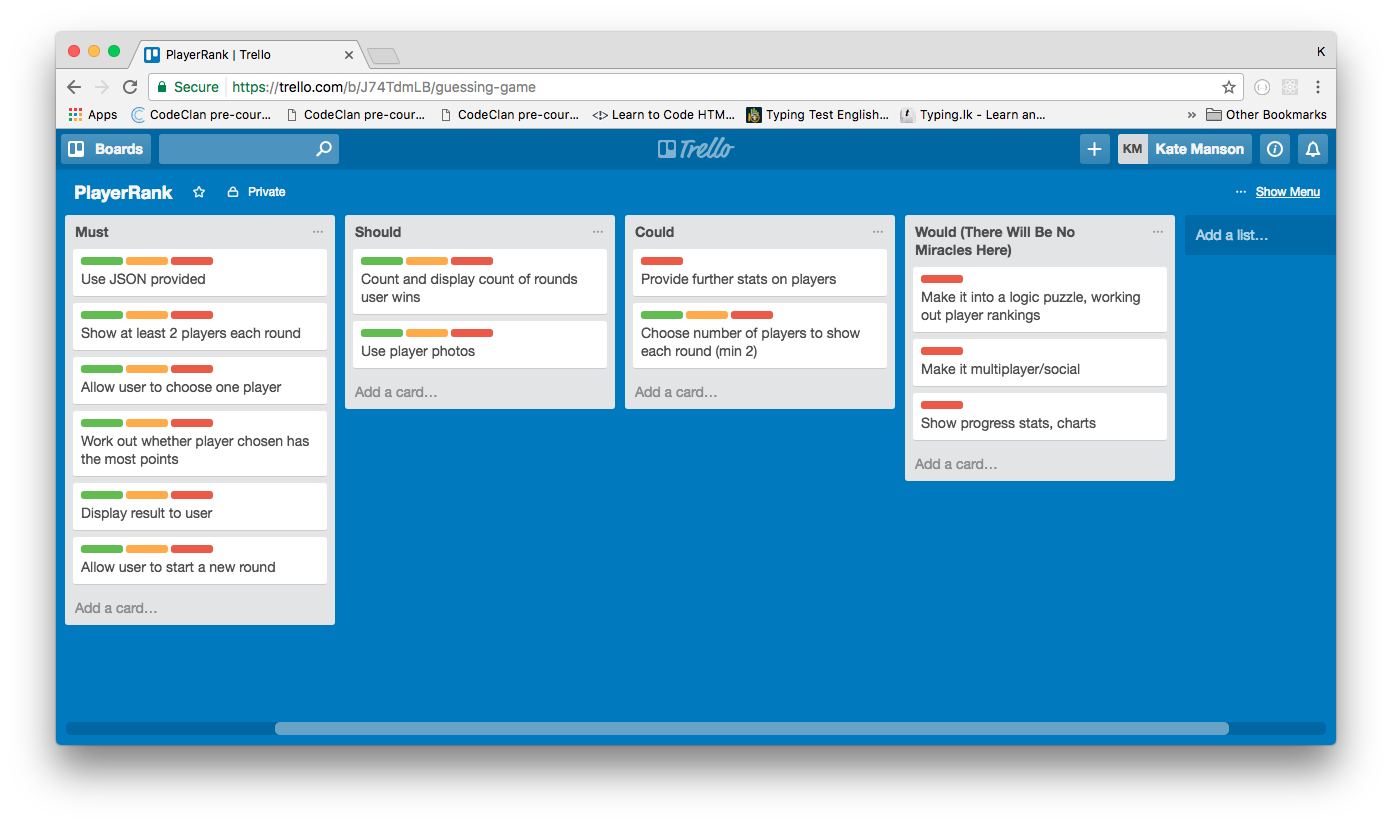 PlayerRank | Trello
K
Secure
https://trello.com/b/J74TdmLB/guessing-game
Apps
CodeClan pre-cour...
CodeClan pre-cour...
CodeClan pre-cour...
<> Learn to Code HTM...
Typing Test English...
t
Typing.lk - Learn an...
»
Other Bookmarks
Boards
Trello
+
KM
Kate Manson
PlayerRank
Private
...
Show Menu
Must
...
Use JSON provided
Show at least 2 players each round
Allow user to choose one player
Work out whether player chosen has
the most points
Display result to user
Allow user to start a new round
Add a card...
Should
...
Count and display count of rounds
user wins
Use player photos
Add a card...
Could
...
Provide further stats on players
Choose number of players to show
each round (min 2)
Add a card...
Would (There Will Be No
Miracles Here)
...
Make it into a logic puzzle, working
out player rankings
Make it multiplayer/social
Show progress stats, charts
Add a card...
Add a list...